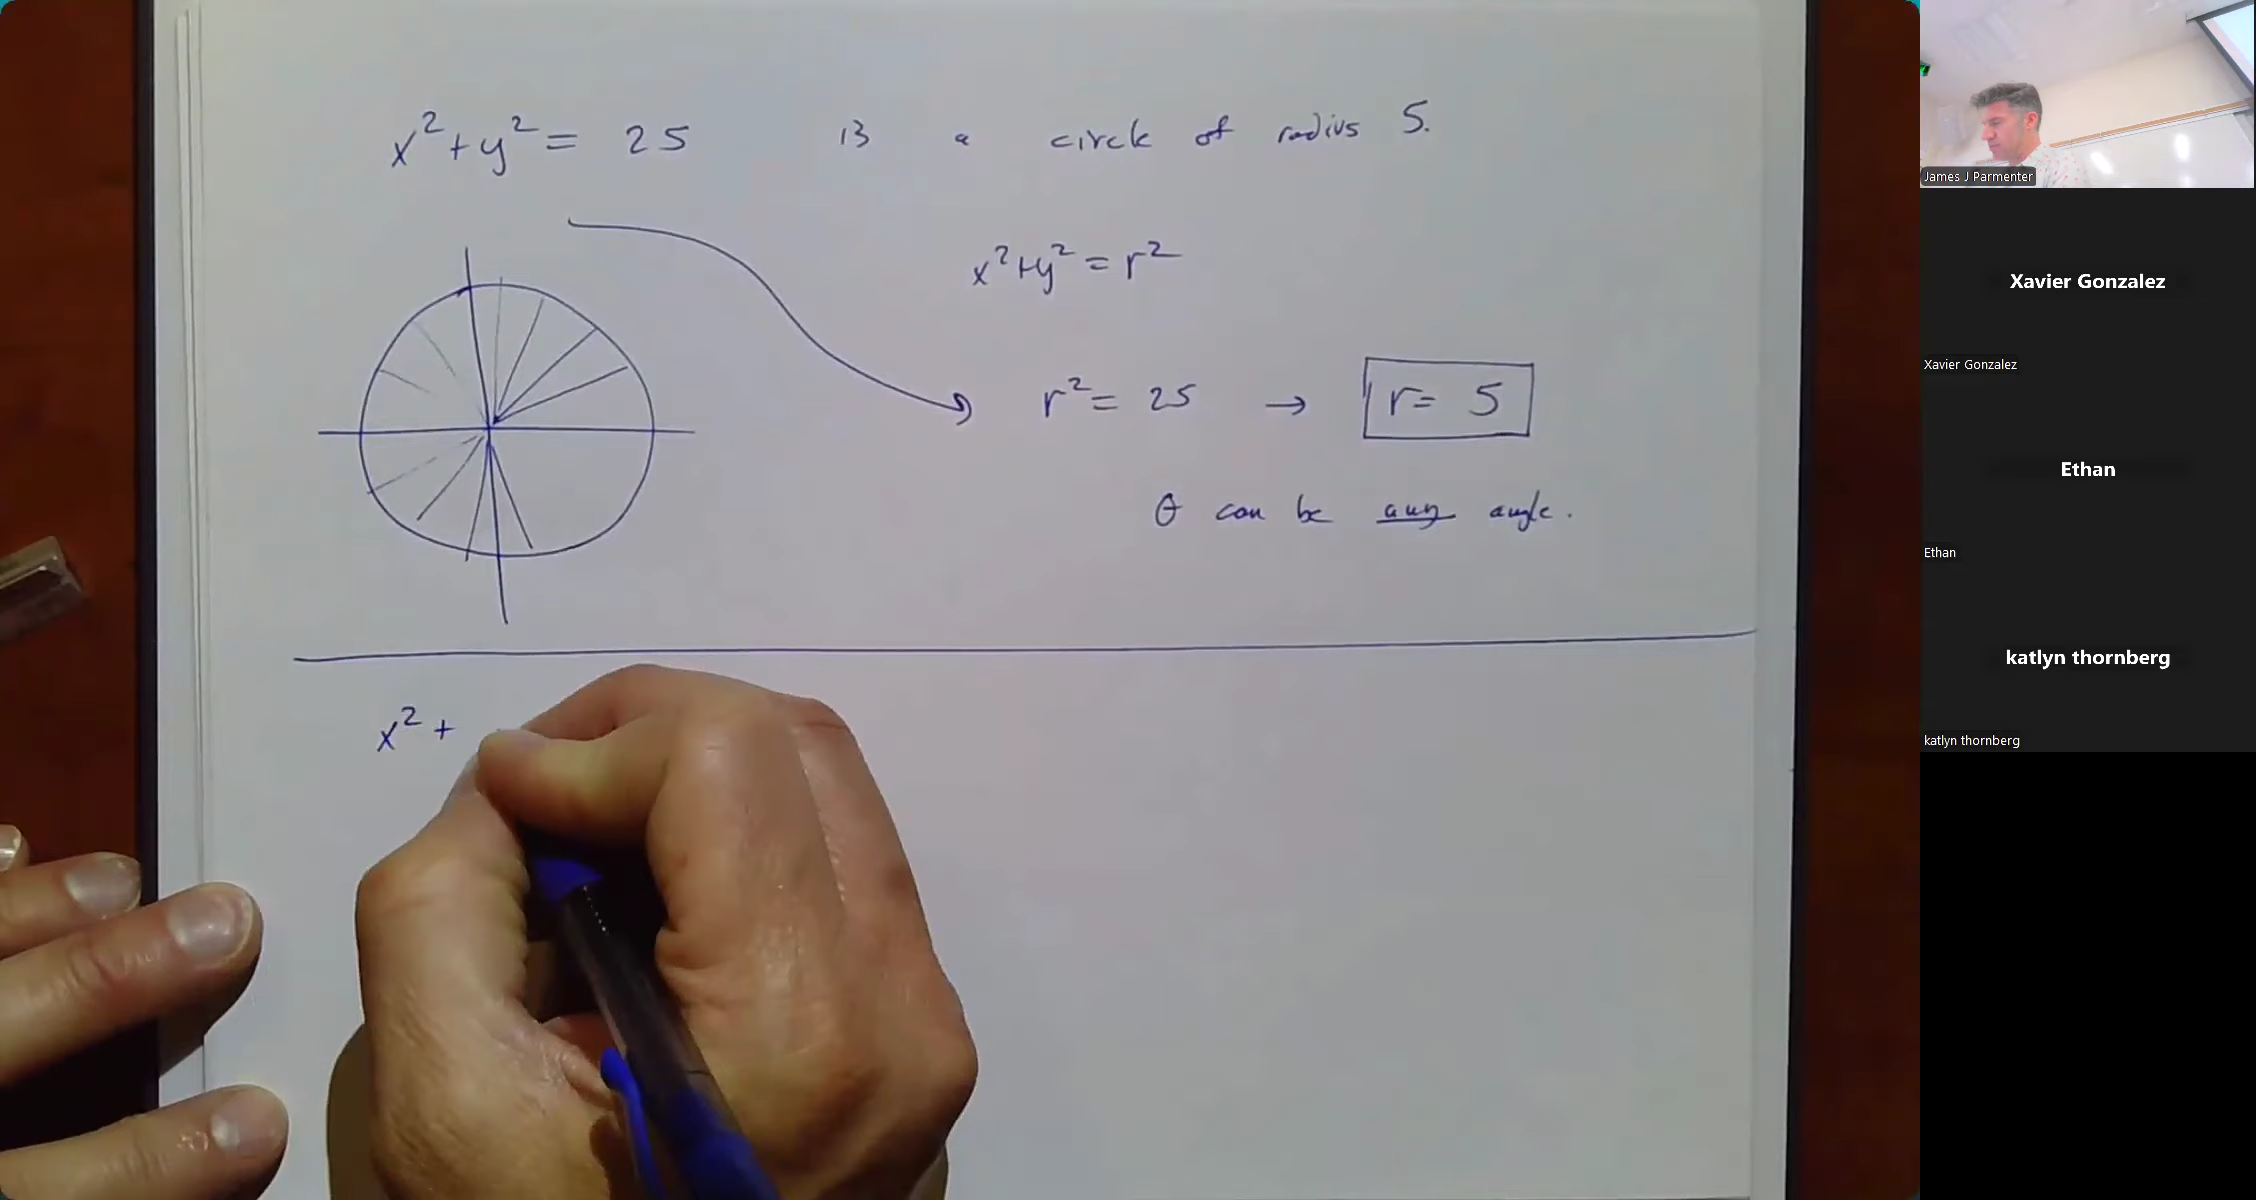 x² + y² = 25 is a circle of radius 5.
x² + y² = r²
r² = 25 → r = 5
θ can be any angle.
x² +
James J Parmenter
Xavier Gonzalez
Xavier Gonzalez
Ethan
Ethan
katlyn thornberg
katlyn thornberg